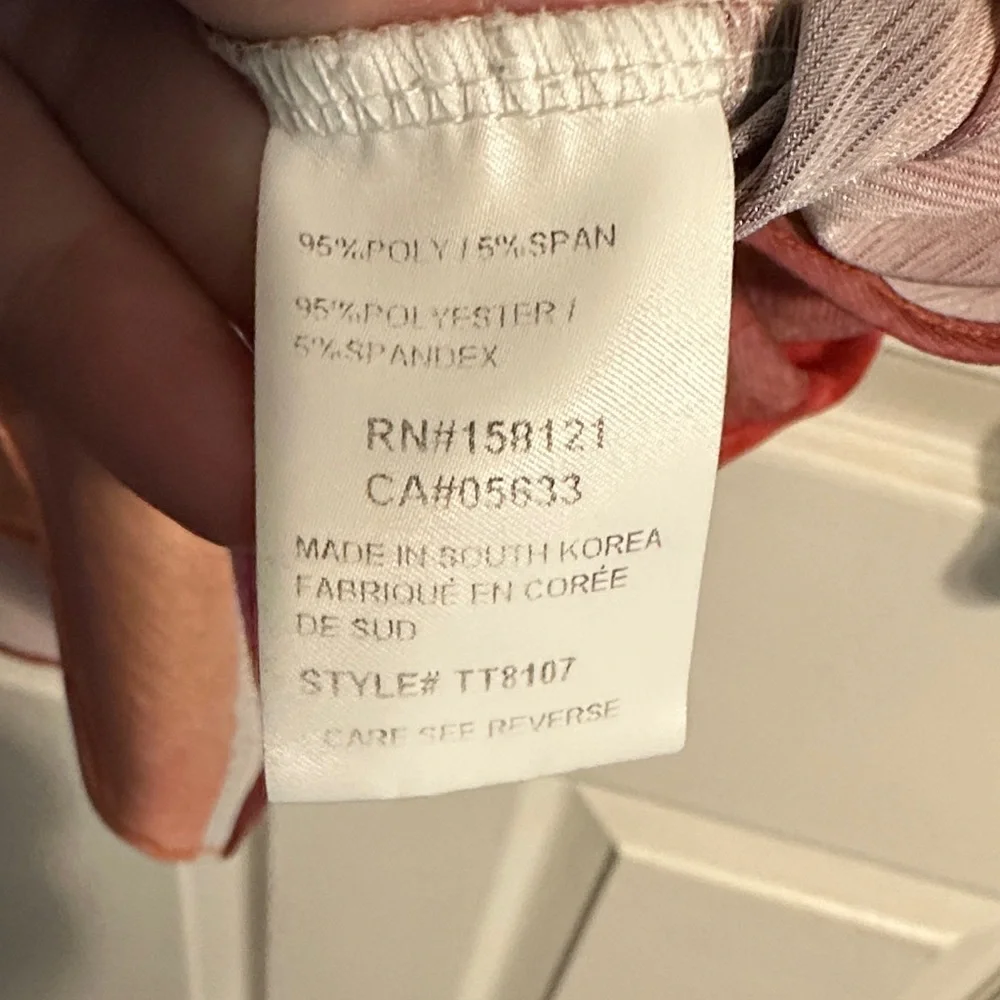 95%POLY / 5%SPAN
95%POLYESTER /
5%SPANDEX
RN#158121
CA#05633
MADE IN SOUTH KOREA
FABRIQUÉ EN CORÉE
DE SUD
STYLE# TT8107
CARE SEE REVERSE